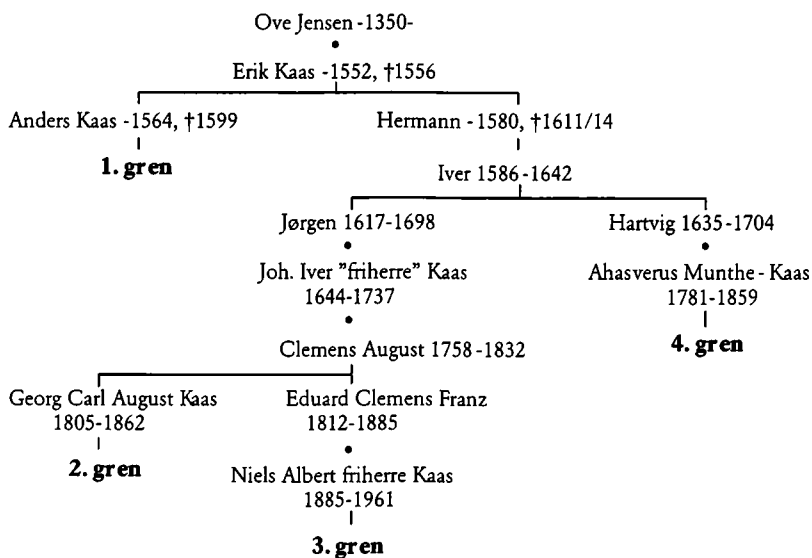 Ove Jensen -1350-
Erik Kaas -1552, †1556
Anders Kaas -1564, †1599
Hermann -1580, †1611/14
1. gren
Iver 1586-1642
Jørgen 1617-1698
Hartvig 1635-1704
Joh. Iver "friherre" Kaas
1644-1737
Ahasverus Munthe-Kaas
1781-1859
Clemens August 1758-1832
4. gren
Georg Carl August Kaas
1805-1862
Eduard Clemens Franz
1812-1885
2. gren
Niels Albert friherre Kaas
1885-1961
3. gren